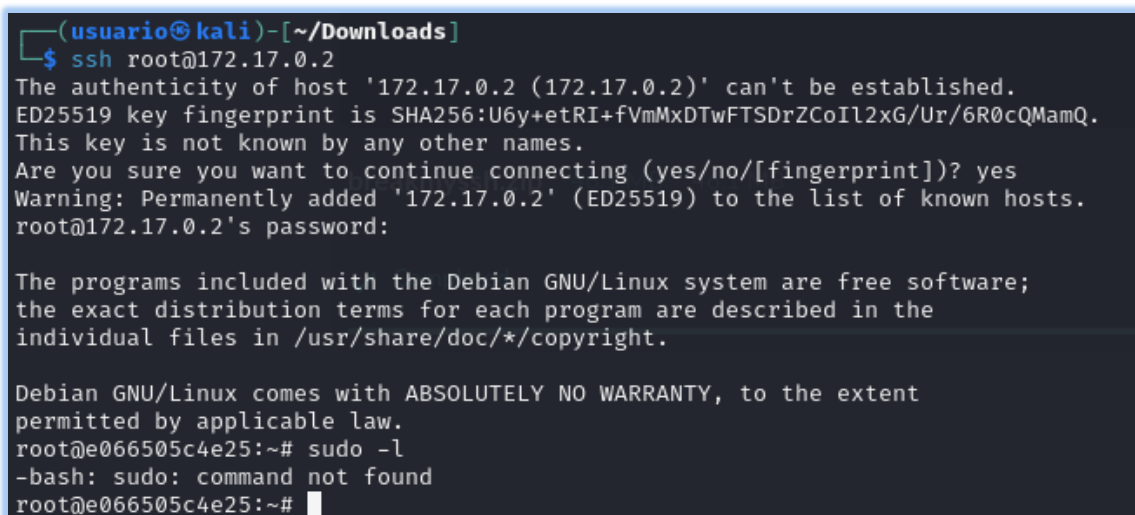 ┌──(usuario㉿kali)-[~/Downloads]
└─$ ssh root@172.17.0.2
The authenticity of host '172.17.0.2 (172.17.0.2)' can't be established.
ED25519 key fingerprint is SHA256:U6y+etRI+fVmMxDTwFTSDrZCoIl2xG/Ur/6R0cQMamQ.
This key is not known by any other names.
Are you sure you want to continue connecting (yes/no/[fingerprint])? yes
Warning: Permanently added '172.17.0.2' (ED25519) to the list of known hosts.
root@172.17.0.2's password:
The programs included with the Debian GNU/Linux system are free software;
the exact distribution terms for each program are described in the
individual files in /usr/share/doc/*/copyright.
Debian GNU/Linux comes with ABSOLUTELY NO WARRANTY, to the extent
permitted by applicable law.
root@e066505c4e25:~# sudo -l
-bash: sudo: command not found
root@e066505c4e25:~#